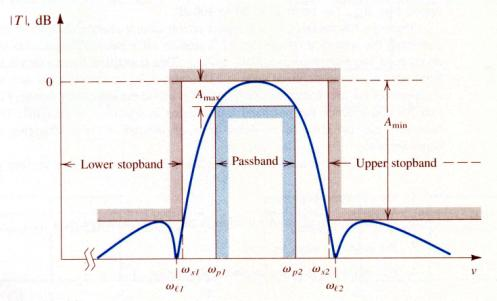 |T|, dB
0
A_max
A_min
Lower stopband
Passband
Upper stopband
ω_s1 ω_p1 ω_p2 ω_s2 v
ω_ℓ1 ω_ℓ2